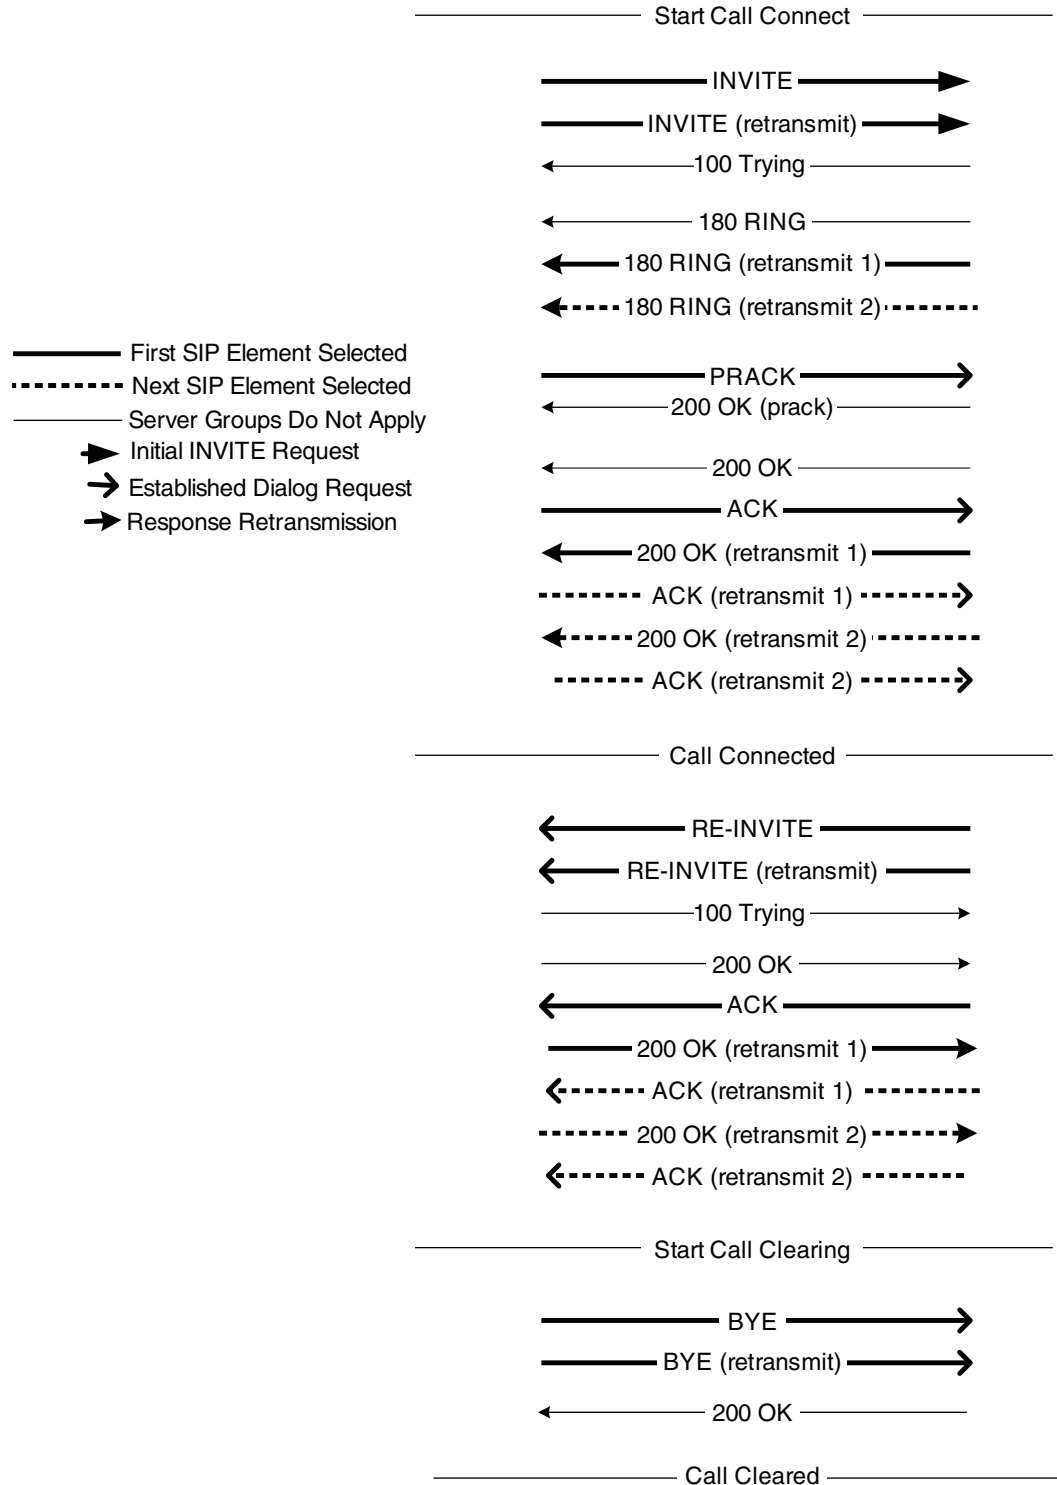 Start Call Connect
INVITE
INVITE (retransmit)
100 Trying
180 RING
180 RING (retransmit 1)
180 RING (retransmit 2)
First SIP Element Selected
Next SIP Element Selected
Server Groups Do Not Apply
Initial INVITE Request
Established Dialog Request
Response Retransmission
PRACK
200 OK (prack)
200 OK
ACK
200 OK (retransmit 1)
ACK (retransmit 1)
200 OK (retransmit 2)
ACK (retransmit 2)
Call Connected
RE-INVITE
RE-INVITE (retransmit)
100 Trying
200 OK
ACK
200 OK (retransmit 1)
ACK (retransmit 1)
200 OK (retransmit 2)
ACK (retransmit 2)
Start Call Clearing
BYE
BYE (retransmit)
200 OK
Call Cleared